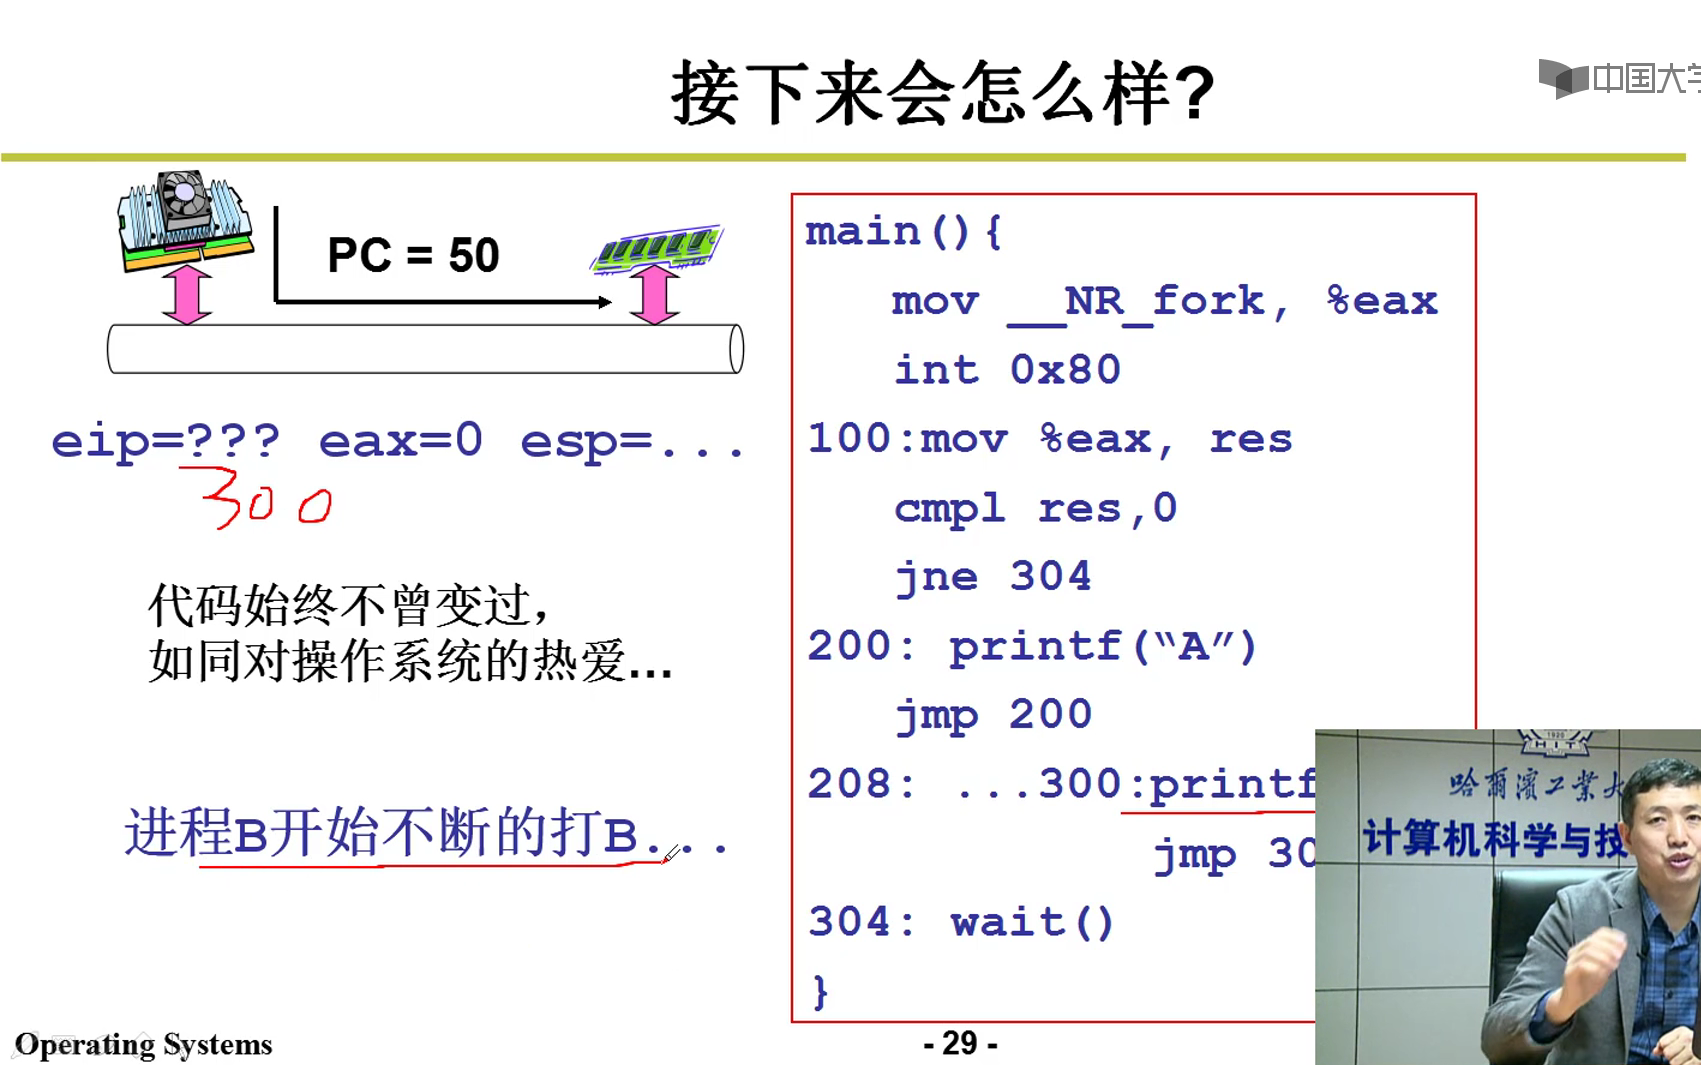 接下来会怎么样?
中国大学
PC = 50
eip=??? eax=0 esp=...
300
代码始终不曾变过，
如同对操作系统的热爱...
进程B开始不断的打B...
main(){
mov __NR_fork, %eax
int 0x80
100:mov %eax, res
cmpl res,0
jne 304
200: printf(“A”)
jmp 200
208: ...300:printf
jmp 30
304: wait()
}
1920
HIT
哈尔滨工業大
计算机科学与技
Operating Systems
- 29 -